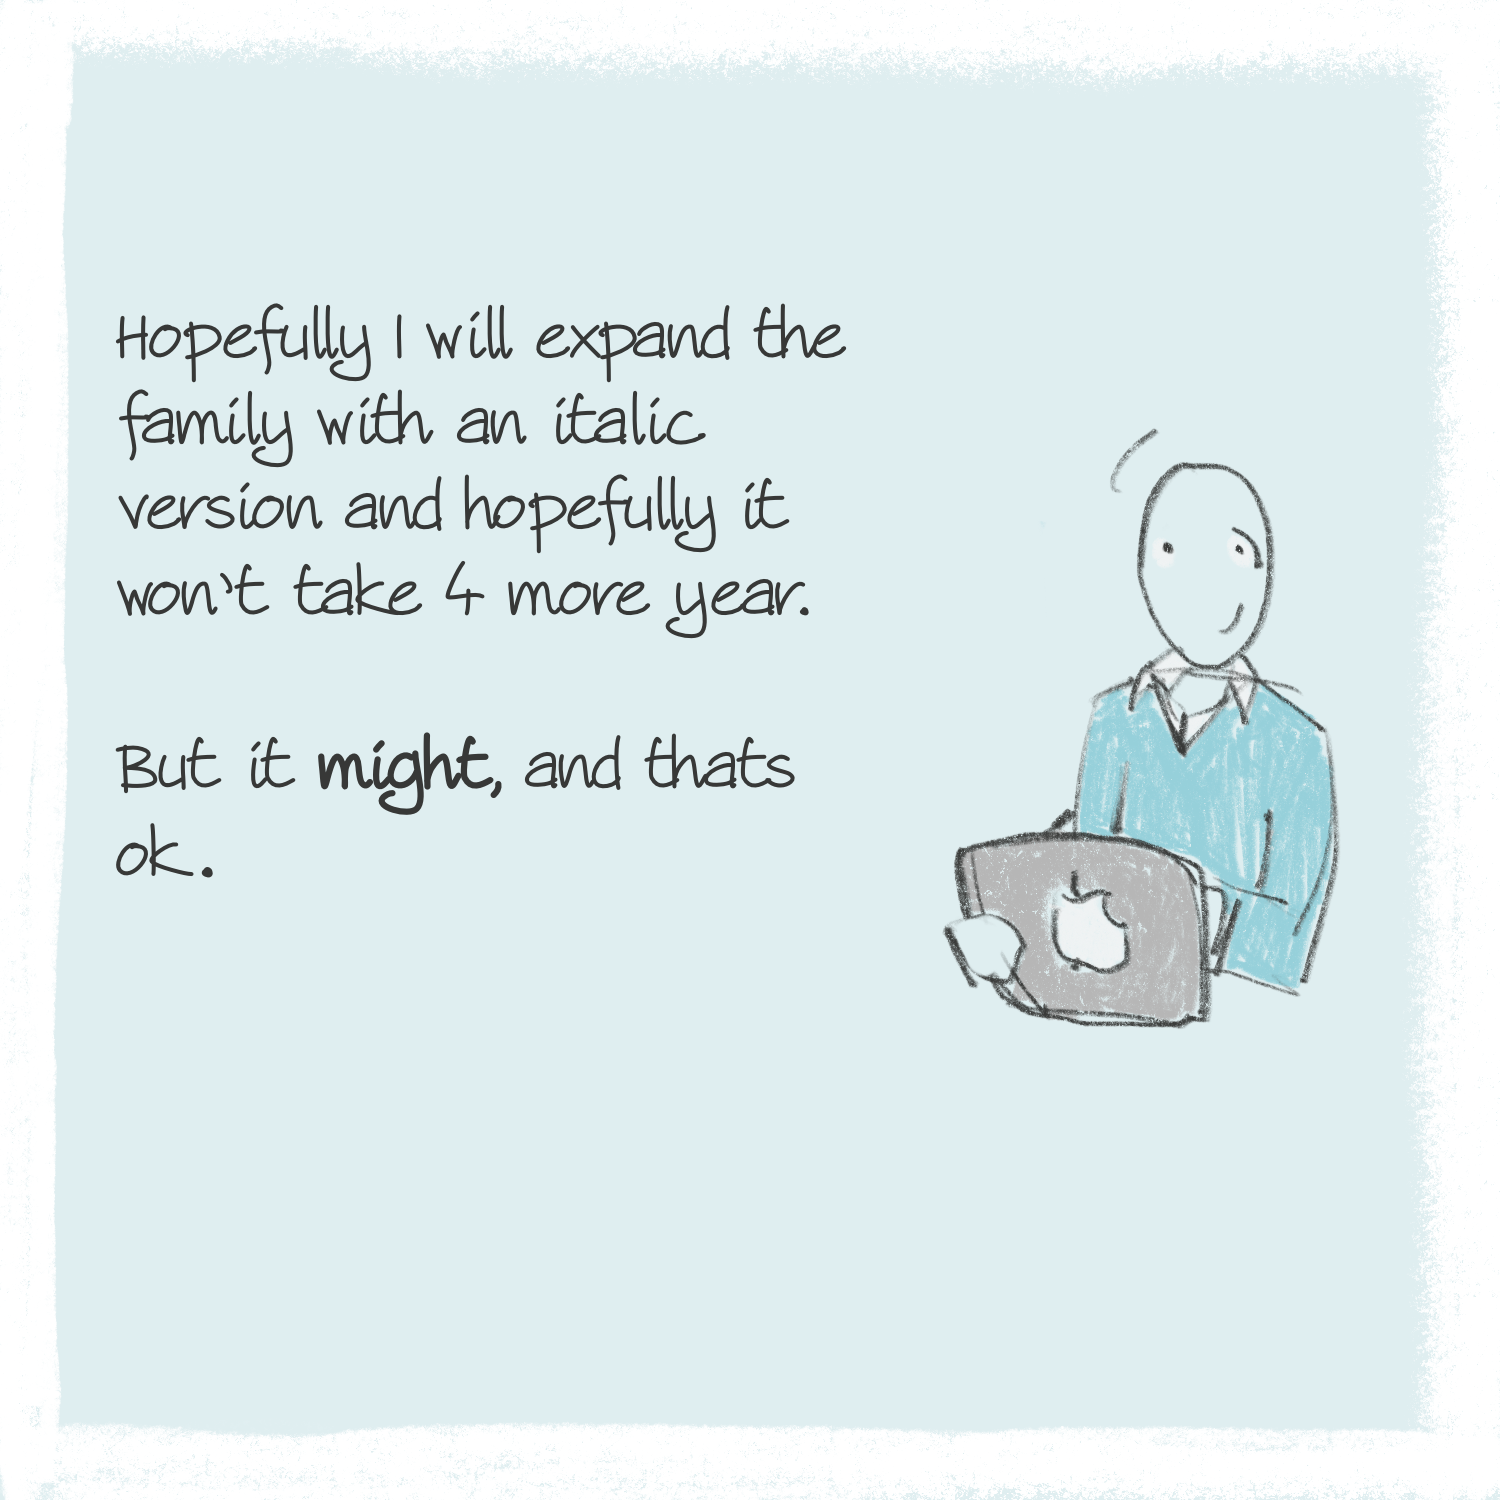 Hopefully I will expand the
family with an italic
version and hopefully it
won't take 4 more year.
But it might, and thats
ok.